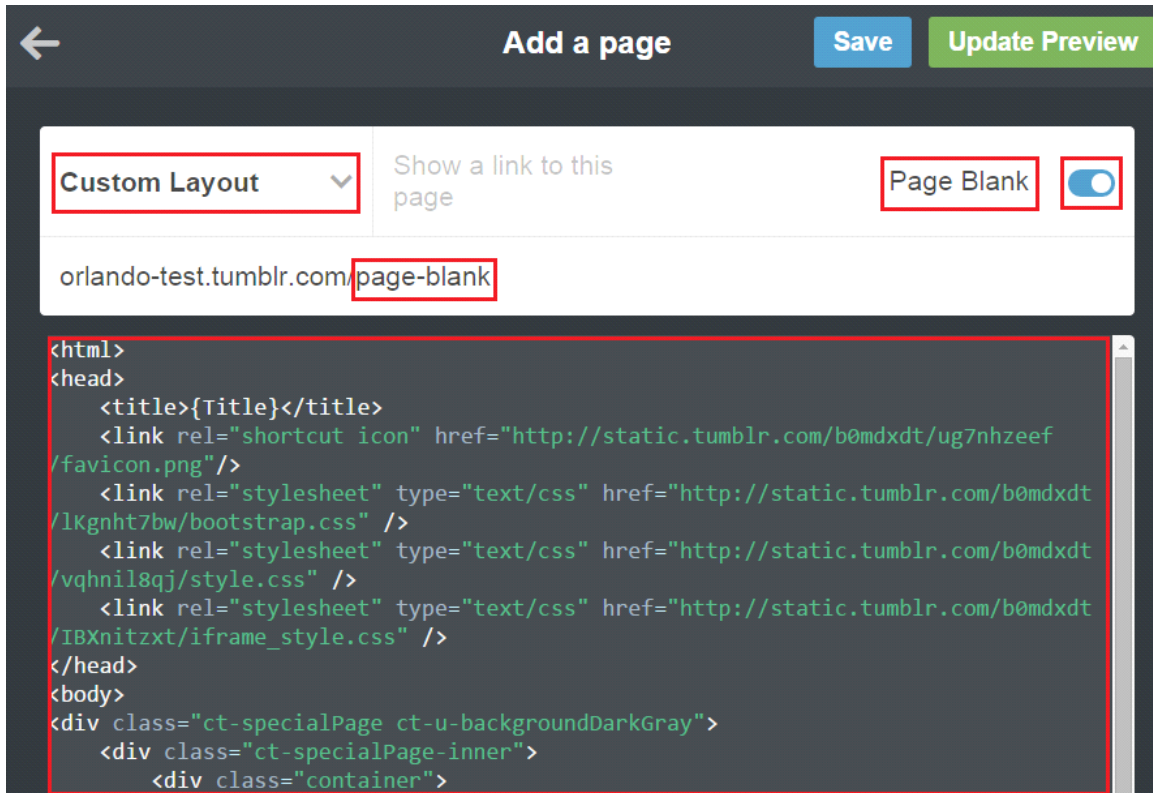 Add a page
Save
Update Preview
Custom Layout
Show a link to this
page
Page Blank
orlando-test.tumblr.com/page-blank
<html>
<head>
    <title>{Title}</title>
    <link rel="shortcut icon" href="http://static.tumblr.com/b0mdxdt/ug7nhzeef
/favicon.png"/>
    <link rel="stylesheet" type="text/css" href="http://static.tumblr.com/b0mdxdt
/lKgnht7bw/bootstrap.css" />
    <link rel="stylesheet" type="text/css" href="http://static.tumblr.com/b0mdxdt
/vqhnil8qj/style.css" />
    <link rel="stylesheet" type="text/css" href="http://static.tumblr.com/b0mdxdt
/IBXnitzxt/iframe_style.css" />
</head>
<body>
<div class="ct-specialPage ct-u-backgroundDarkGray">
    <div class="ct-specialPage-inner">
        <div class="container">